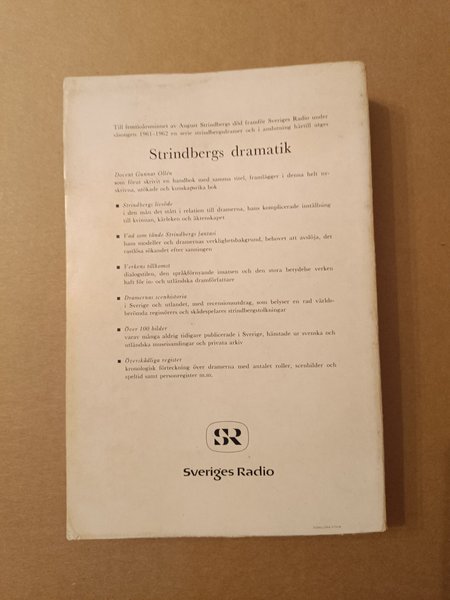 Till femtioårsminnet av August Strindbergs död framför Sveriges Radio under
säsongen 1961-1962 en serie strindbergsdramer och i anslutning härtill utges
Strindbergs dramatik
Docent Gunnar Ollén
som förut skrivit en handbok med samma titel, framlägger i denna helt ny-
skrivna, utökade och kunskapsrika bok
■ Strindbergs livsöde
i den mån det stått i relation till dramerna, hans komplicerade inställning
till kvinnan, kärleken och äktenskapet
■ Vad som tände Strindbergs fantasi
hans modeller och dramernas verklighetsbakgrund, behovet att avslöja, det
rastlösa sökandet efter sanningen
■ Verkens tillkomst
dialogstilen, den språkförnyande insatsen och den stora betydelse verken
haft för in- och utländska dramförfattare
■ Dramernas scenhistoria
i Sverige och utlandet, med recensionsutdrag, som belyser en rad världs-
berömda regissörers och skådespelares strindbergstolkningar
■ Över 100 bilder
varav många aldrig tidigare publicerade i Sverige, hämtade ur svenska och
utländska museisamlingar och privata arkiv
■ Överskådliga register
kronologisk förteckning över dramerna med antalet roller, scenbilder och
speltid samt personregister m.m.
SR
Sveriges Radio